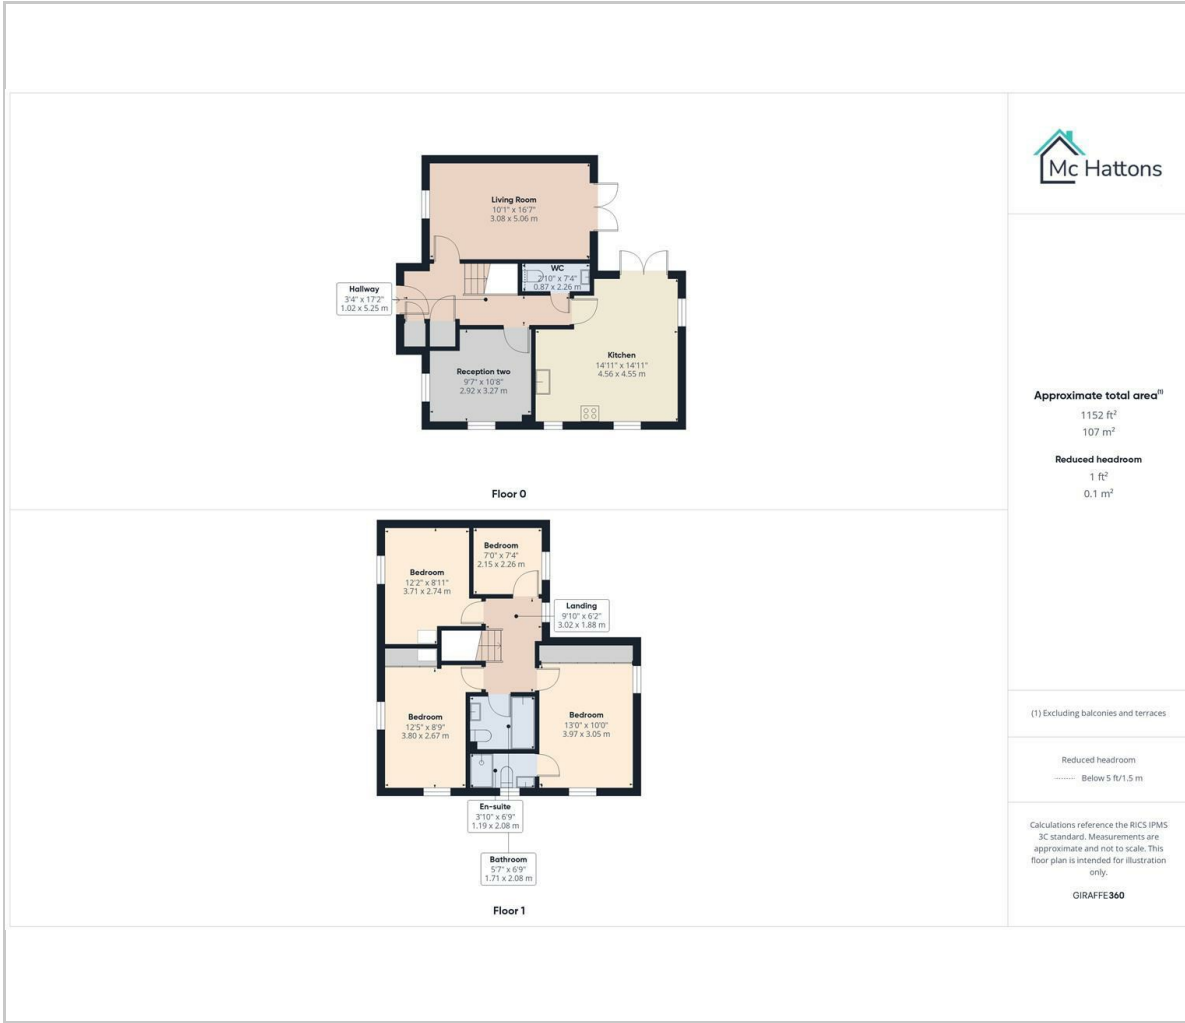 Living Room
10'1" x 16'7"
3.08 x 5.06 m
WC
2'10" x 7'4"
0.87 x 2.26 m
Hallway
3'4" x 17'2"
1.02 x 5.25 m
Kitchen
14'11" x 14'11"
4.56 x 4.55 m
Reception two
9'7" x 10'8"
2.92 x 3.27 m
Floor 0
Bedroom
7'0" x 7'4"
2.15 x 2.26 m
Bedroom
12'2" x 8'11"
3.71 x 2.74 m
Landing
9'10" x 6'2"
3.02 x 1.88 m
Bedroom
12'5" x 8'9"
3.80 x 2.67 m
Bedroom
13'0" x 10'0"
3.97 x 3.05 m
En-suite
3'10" x 6'9"
1.19 x 2.08 m
Bathroom
5'7" x 6'9"
1.71 x 2.08 m
Floor 1
Mc Hattons
Approximate total area(1)
1152 ft²
107 m²
Reduced headroom
1 ft²
0.1 m²
(1) Excluding balconies and terraces
Reduced headroom
Below 5 ft/1.5 m
Calculations reference the RICS IPMS
3C standard. Measurements are
approximate and not to scale. This
floor plan is intended for illustration
only.
GIRAFFE360